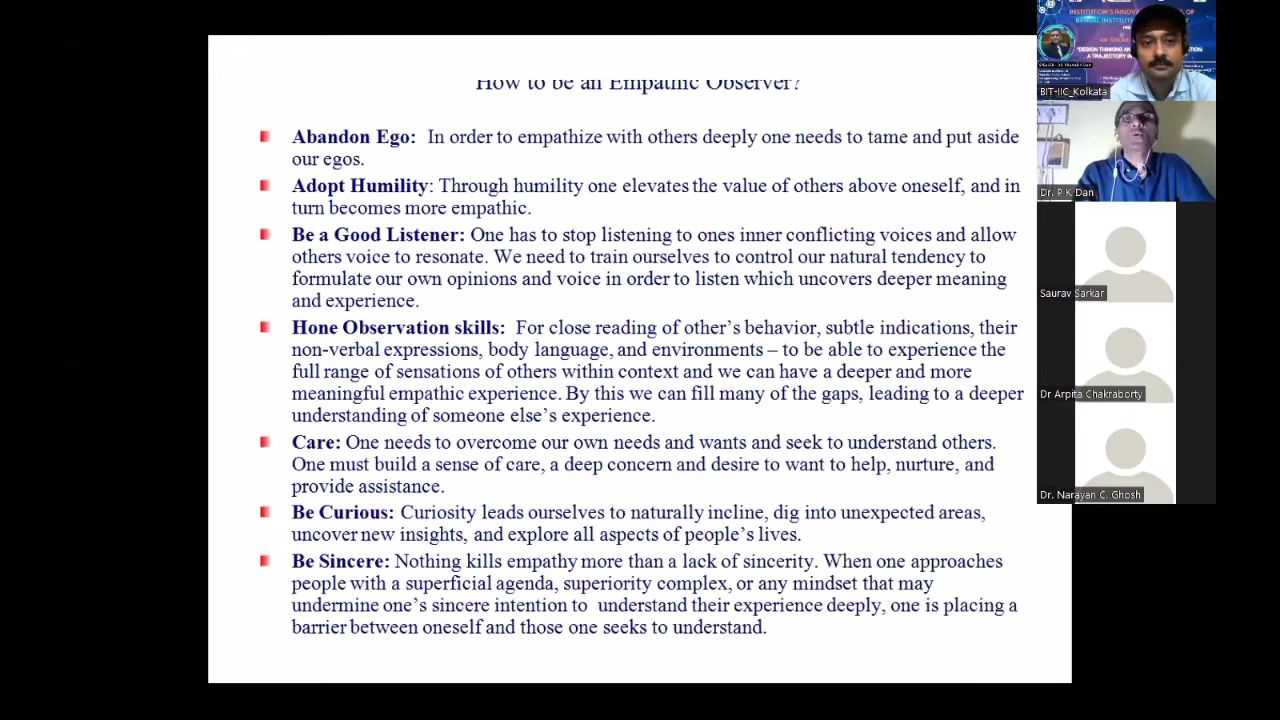 How to be an Empathic Observer?
Abandon Ego: In order to empathize with others deeply one needs to tame and put aside
our egos.
Adopt Humility: Through humility one elevates the value of others above oneself, and in
turn becomes more empathic.
Be a Good Listener: One has to stop listening to ones inner conflicting voices and allow
others voice to resonate. We need to train ourselves to control our natural tendency to
formulate our own opinions and voice in order to listen which uncovers deeper meaning
and experience.
Hone Observation skills: For close reading of other’s behavior, subtle indications, their
non-verbal expressions, body language, and environments – to be able to experience the
full range of sensations of others within context and we can have a deeper and more
meaningful empathic experience. By this we can fill many of the gaps, leading to a deeper
understanding of someone else’s experience.
Care: One needs to overcome our own needs and wants and seek to understand others.
One must build a sense of care, a deep concern and desire to want to help, nurture, and
provide assistance.
Be Curious: Curiosity leads ourselves to naturally incline, dig into unexpected areas,
uncover new insights, and explore all aspects of people’s lives.
Be Sincere: Nothing kills empathy more than a lack of sincerity. When one approaches
people with a superficial agenda, superiority complex, or any mindset that may
undermine one’s sincere intention to understand their experience deeply, one is placing a
barrier between oneself and those one seeks to understand.
INSTITUTION'S INNOVA OF
BENGAL INSTITUTE
"DESIGN THINKING AN
A TRAJECTORY IN
BIT-IIC_Kolkata
Dr. P K Dan
Saurav Sarkar
Dr Arpita Chakraborty
Dr. Narayan C. Ghosh